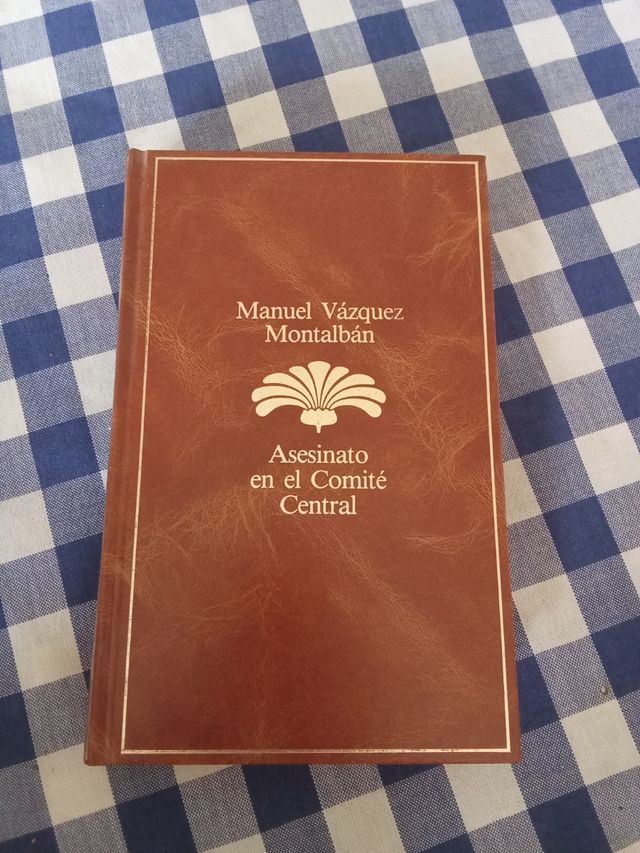 Manuel Vázquez
Montalbán
Asesinato
en el Comité
Central